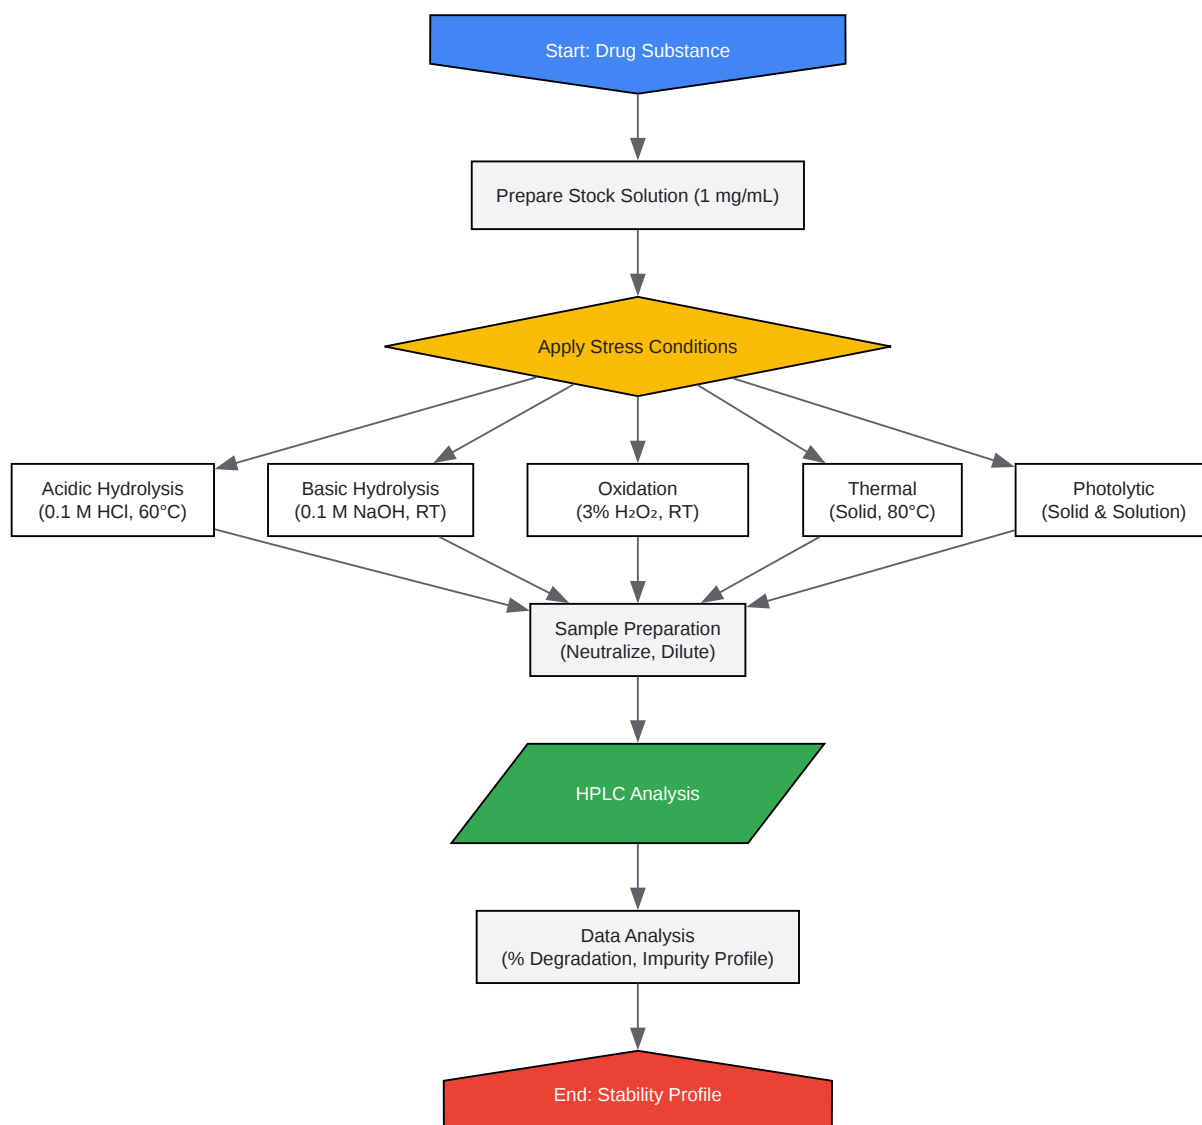 Start: Drug Substance
Prepare Stock Solution (1 mg/mL)
Apply Stress Conditions
Acidic Hydrolysis
(0.1 M HCl, 60°C)
Basic Hydrolysis
(0.1 M NaOH, RT)
Oxidation
(3% H₂O₂, RT)
Thermal
(Solid, 80°C)
Photolytic
(Solid & Solution)
Sample Preparation
(Neutralize, Dilute)
HPLC Analysis
Data Analysis
(% Degradation, Impurity Profile)
End: Stability Profile